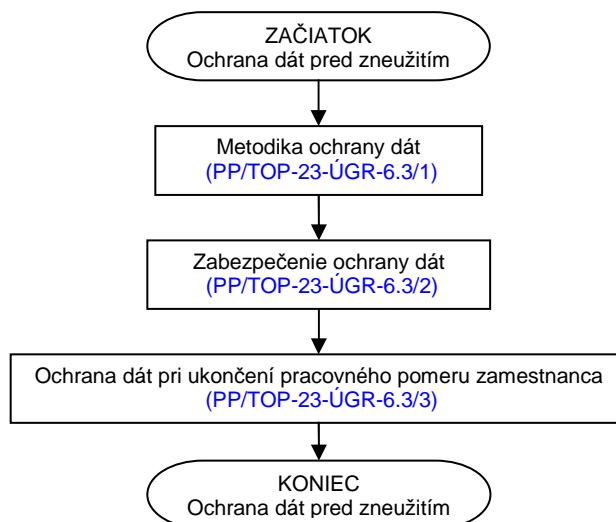 ZAČIATOK
Ochrana dát pred zneužitím
Metodika ochrany dát
(PP/TOP-23-ÚGR-6.3/1)
Zabezpečenie ochrany dát
(PP/TOP-23-ÚGR-6.3/2)
Ochrana dát pri ukončení pracovného pomeru zamestnanca
(PP/TOP-23-ÚGR-6.3/3)
KONIEC
Ochrana dát pred zneužitím